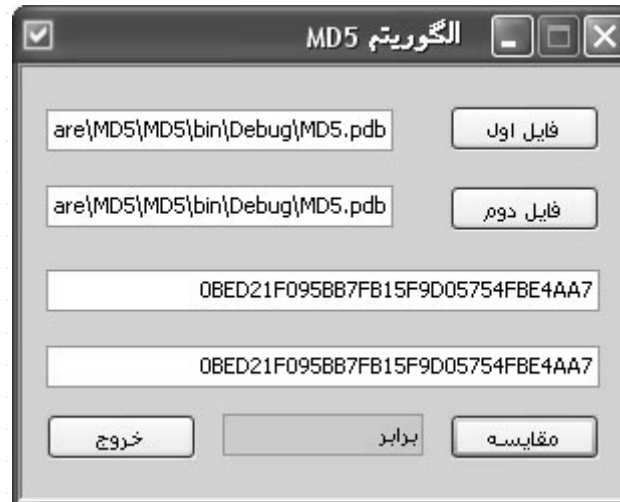 الگوریتم MD5
فایل اول
are\MD5\MD5\bin\Debug\MD5.pdb
فایل دوم
are\MD5\MD5\bin\Debug\MD5.pdb
0BED21F095BB7FB15F9D05754FBE4AA7
0BED21F095BB7FB15F9D05754FBE4AA7
مقایسه برابر خروج